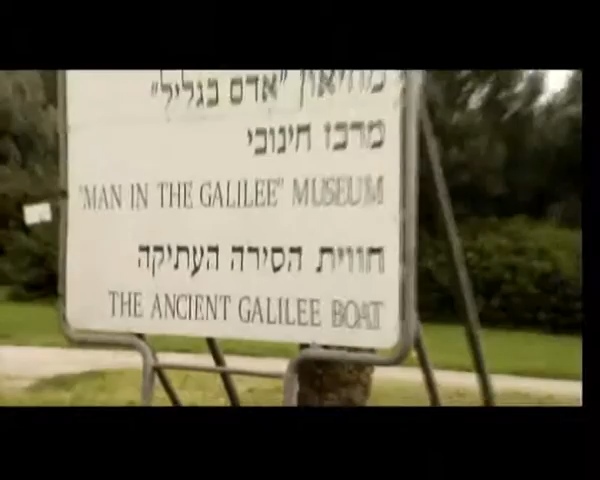 מוזיאון "אדם בגליל"
מרכז חינוכי
"MAN IN THE GALILEE" MUSEUM
חווית הסירה העתיקה
THE ANCIENT GALILEE BOAT